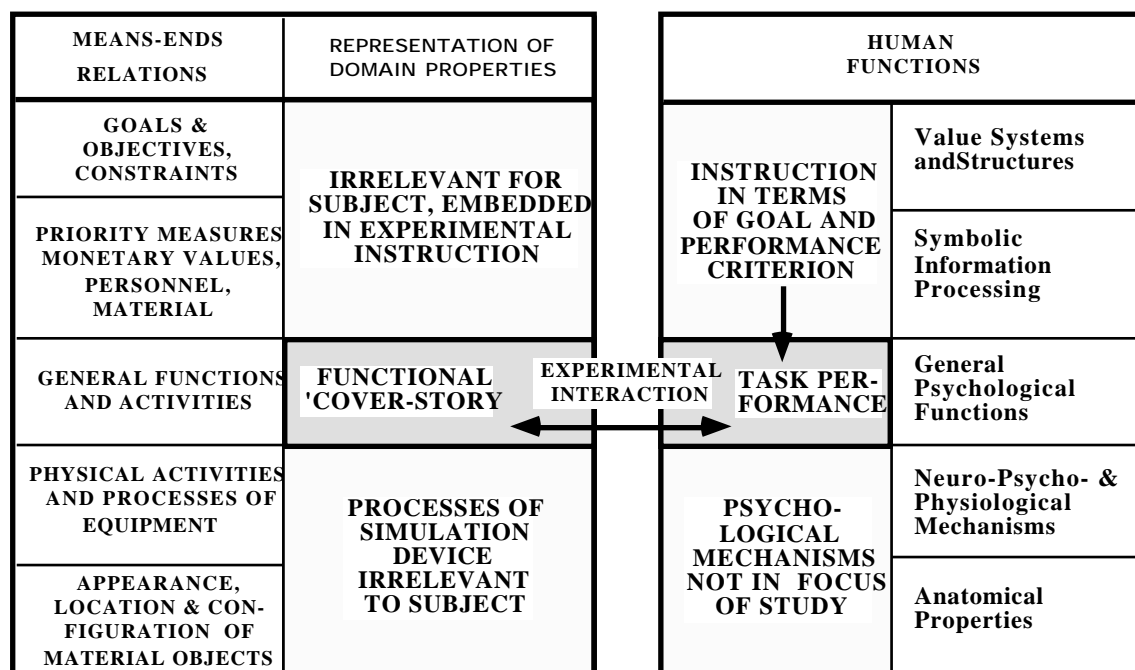 MEANS-ENDS
RELATIONS
REPRESENTATION OF
DOMAIN PROPERTIES
HUMAN
FUNCTIONS
GOALS &
OBJECTIVES,
CONSTRAINTS
PRIORITY MEASURES
MONETARY VALUES,
PERSONNEL,
MATERIAL
GENERAL FUNCTIONS
AND ACTIVITIES
PHYSICAL ACTIVITIES
AND PROCESSES OF
EQUIPMENT
APPEARANCE,
LOCATION & CON-
FIGURATION OF
MATERIAL OBJECTS
IRRELEVANT FOR
SUBJECT, EMBEDDED
IN EXPERIMENTAL
INSTRUCTION
FUNCTIONAL
'COVER-STORY
PROCESSES OF
SIMULATION
DEVICE
IRRELEVANT
TO SUBJECT
EXPERIMENTAL
INTERACTION
INSTRUCTION
IN TERMS
OF GOAL AND
PERFORMANCE
CRITERION
TASK PER-
FORMANCE
PSYCHO-
LOGICAL
MECHANISMS
NOT IN FOCUS
OF STUDY
Value Systems
andStructures
Symbolic
Information
Processing
General
Psychological
Functions
Neuro-Psycho- &
Physiological
Mechanisms
Anatomical
Properties